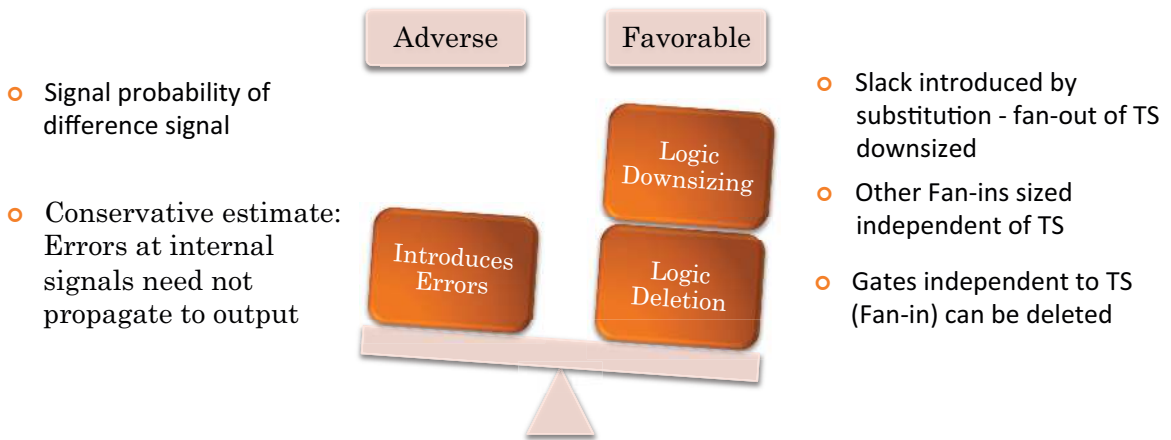 Adverse
Favorable
Signal probability of
difference signal
Conservative estimate:
Errors at internal
signals need not
propagate to output
Introduces
Errors
Logic
Downsizing
Logic
Deletion
Slack introduced by
substitution - fan-out of TS
downsized
Other Fan-ins sized
independent of TS
Gates independent to TS
(Fan-in) can be deleted